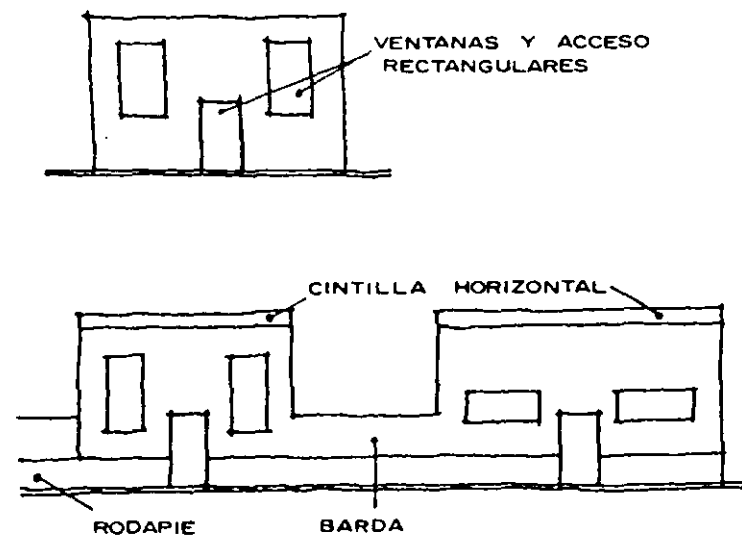 VENTANAS Y ACCESO
RECTANGULARES
CINTILLA HORIZONTAL
RODAPIE
BARDA